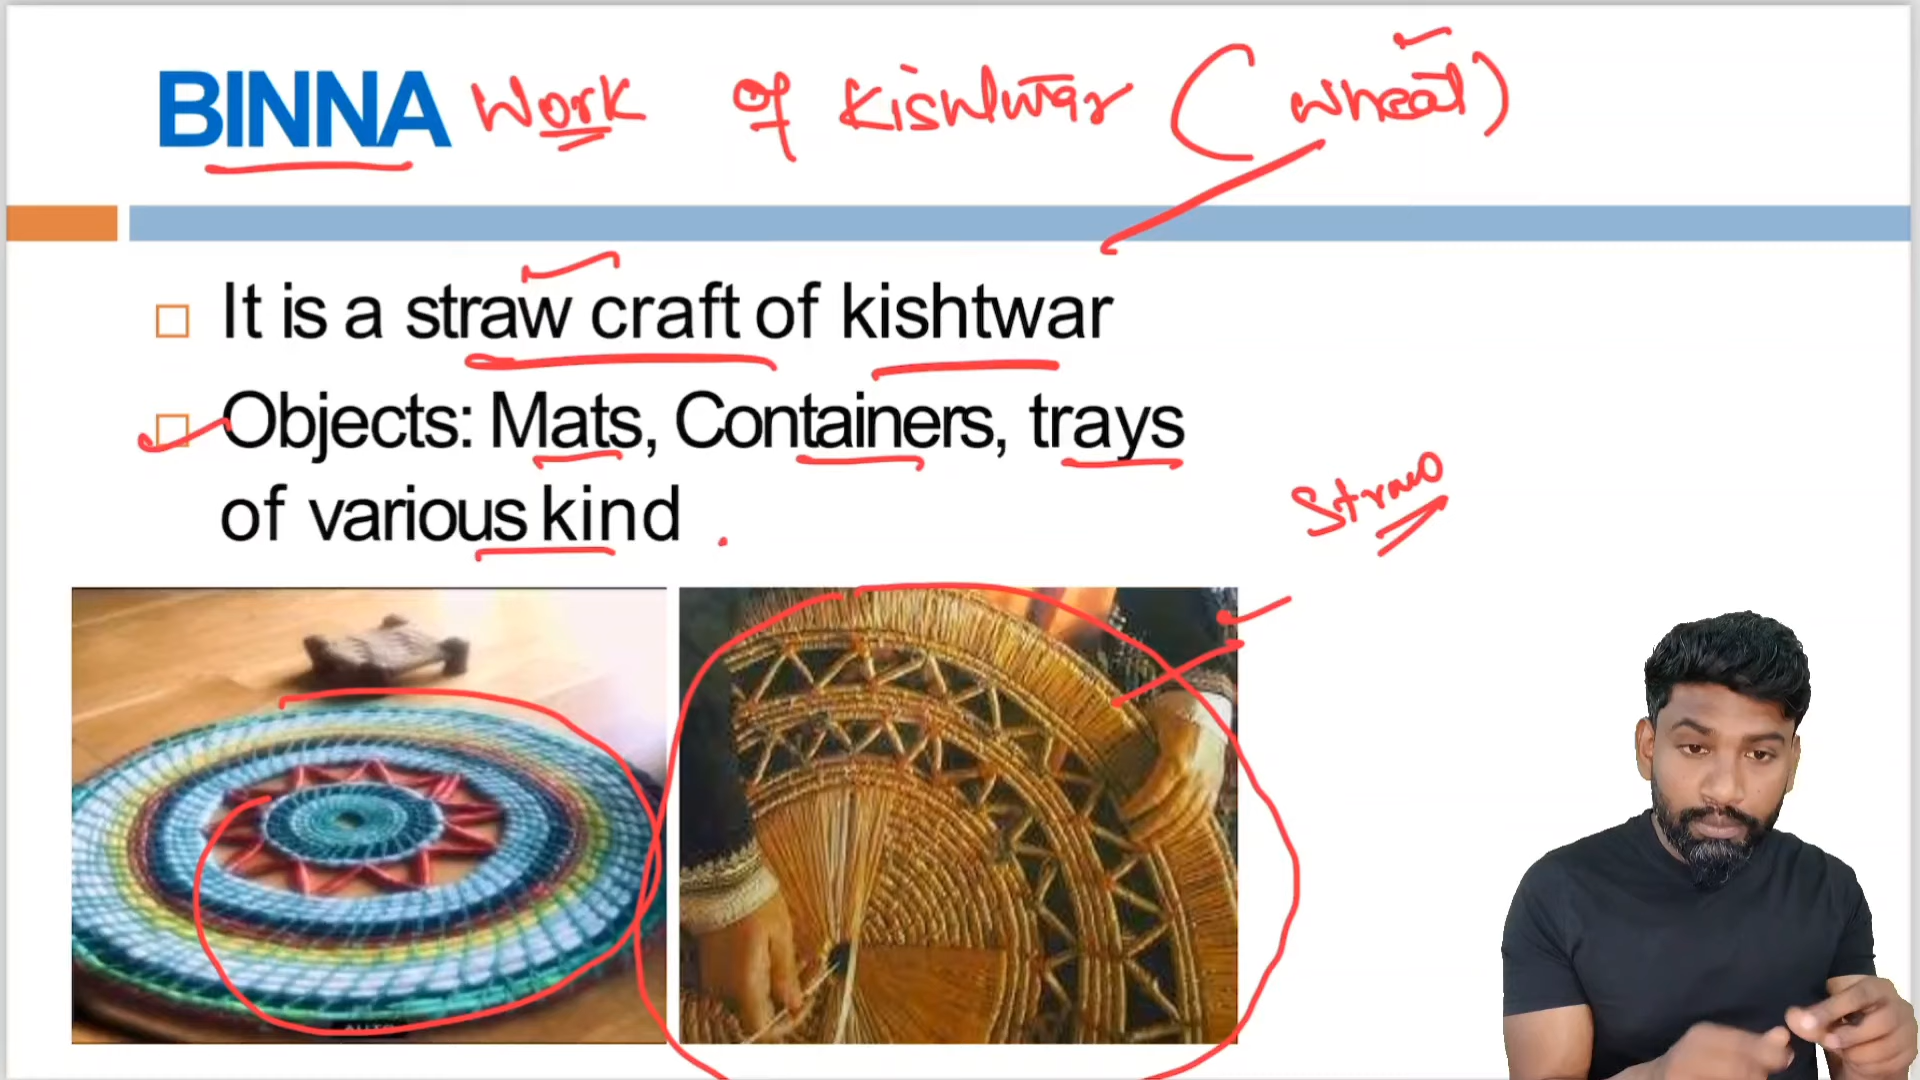 BINNA Work of Kishtwar (wheat)
It is a straw craft of kishtwar
Objects: Mats, Containers, trays
of various kind
Straw